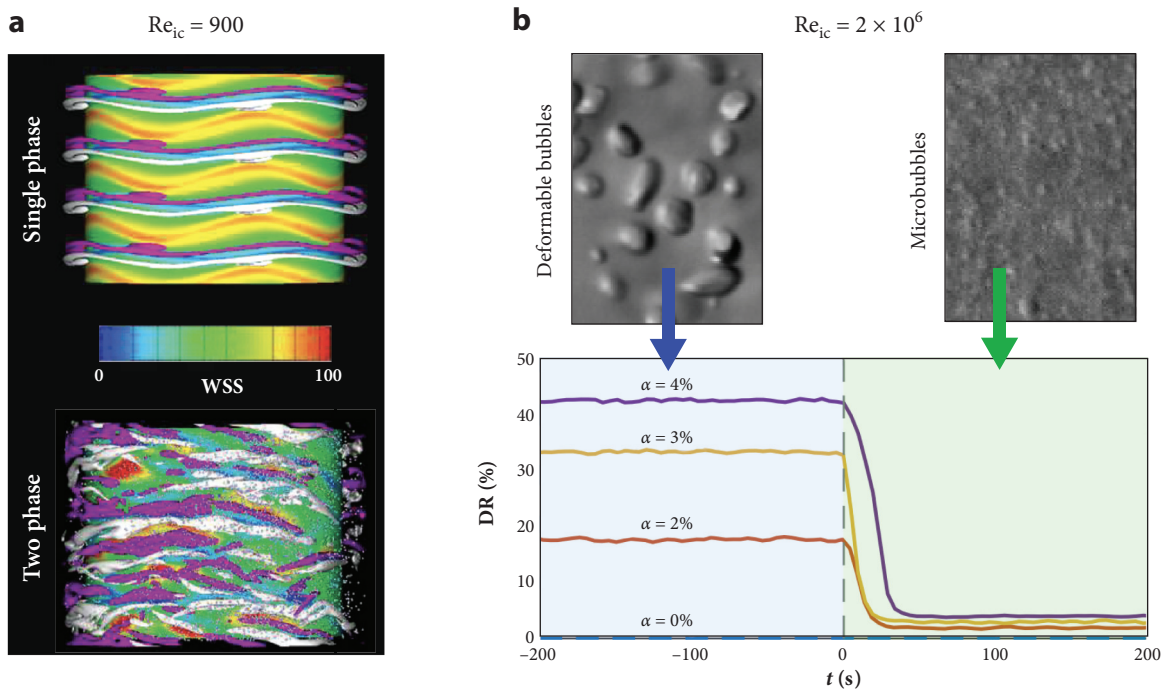 a
Re_ic = 900
Single phase
0
100
WSS
Two phase
b
Re_ic = 2 × 10^6
Deformable bubbles
Microbubbles
DR (%)
50
40
30
20
10
0
α = 4%
α = 3%
α = 2%
α = 0%
–200
–100
0
100
200
t (s)